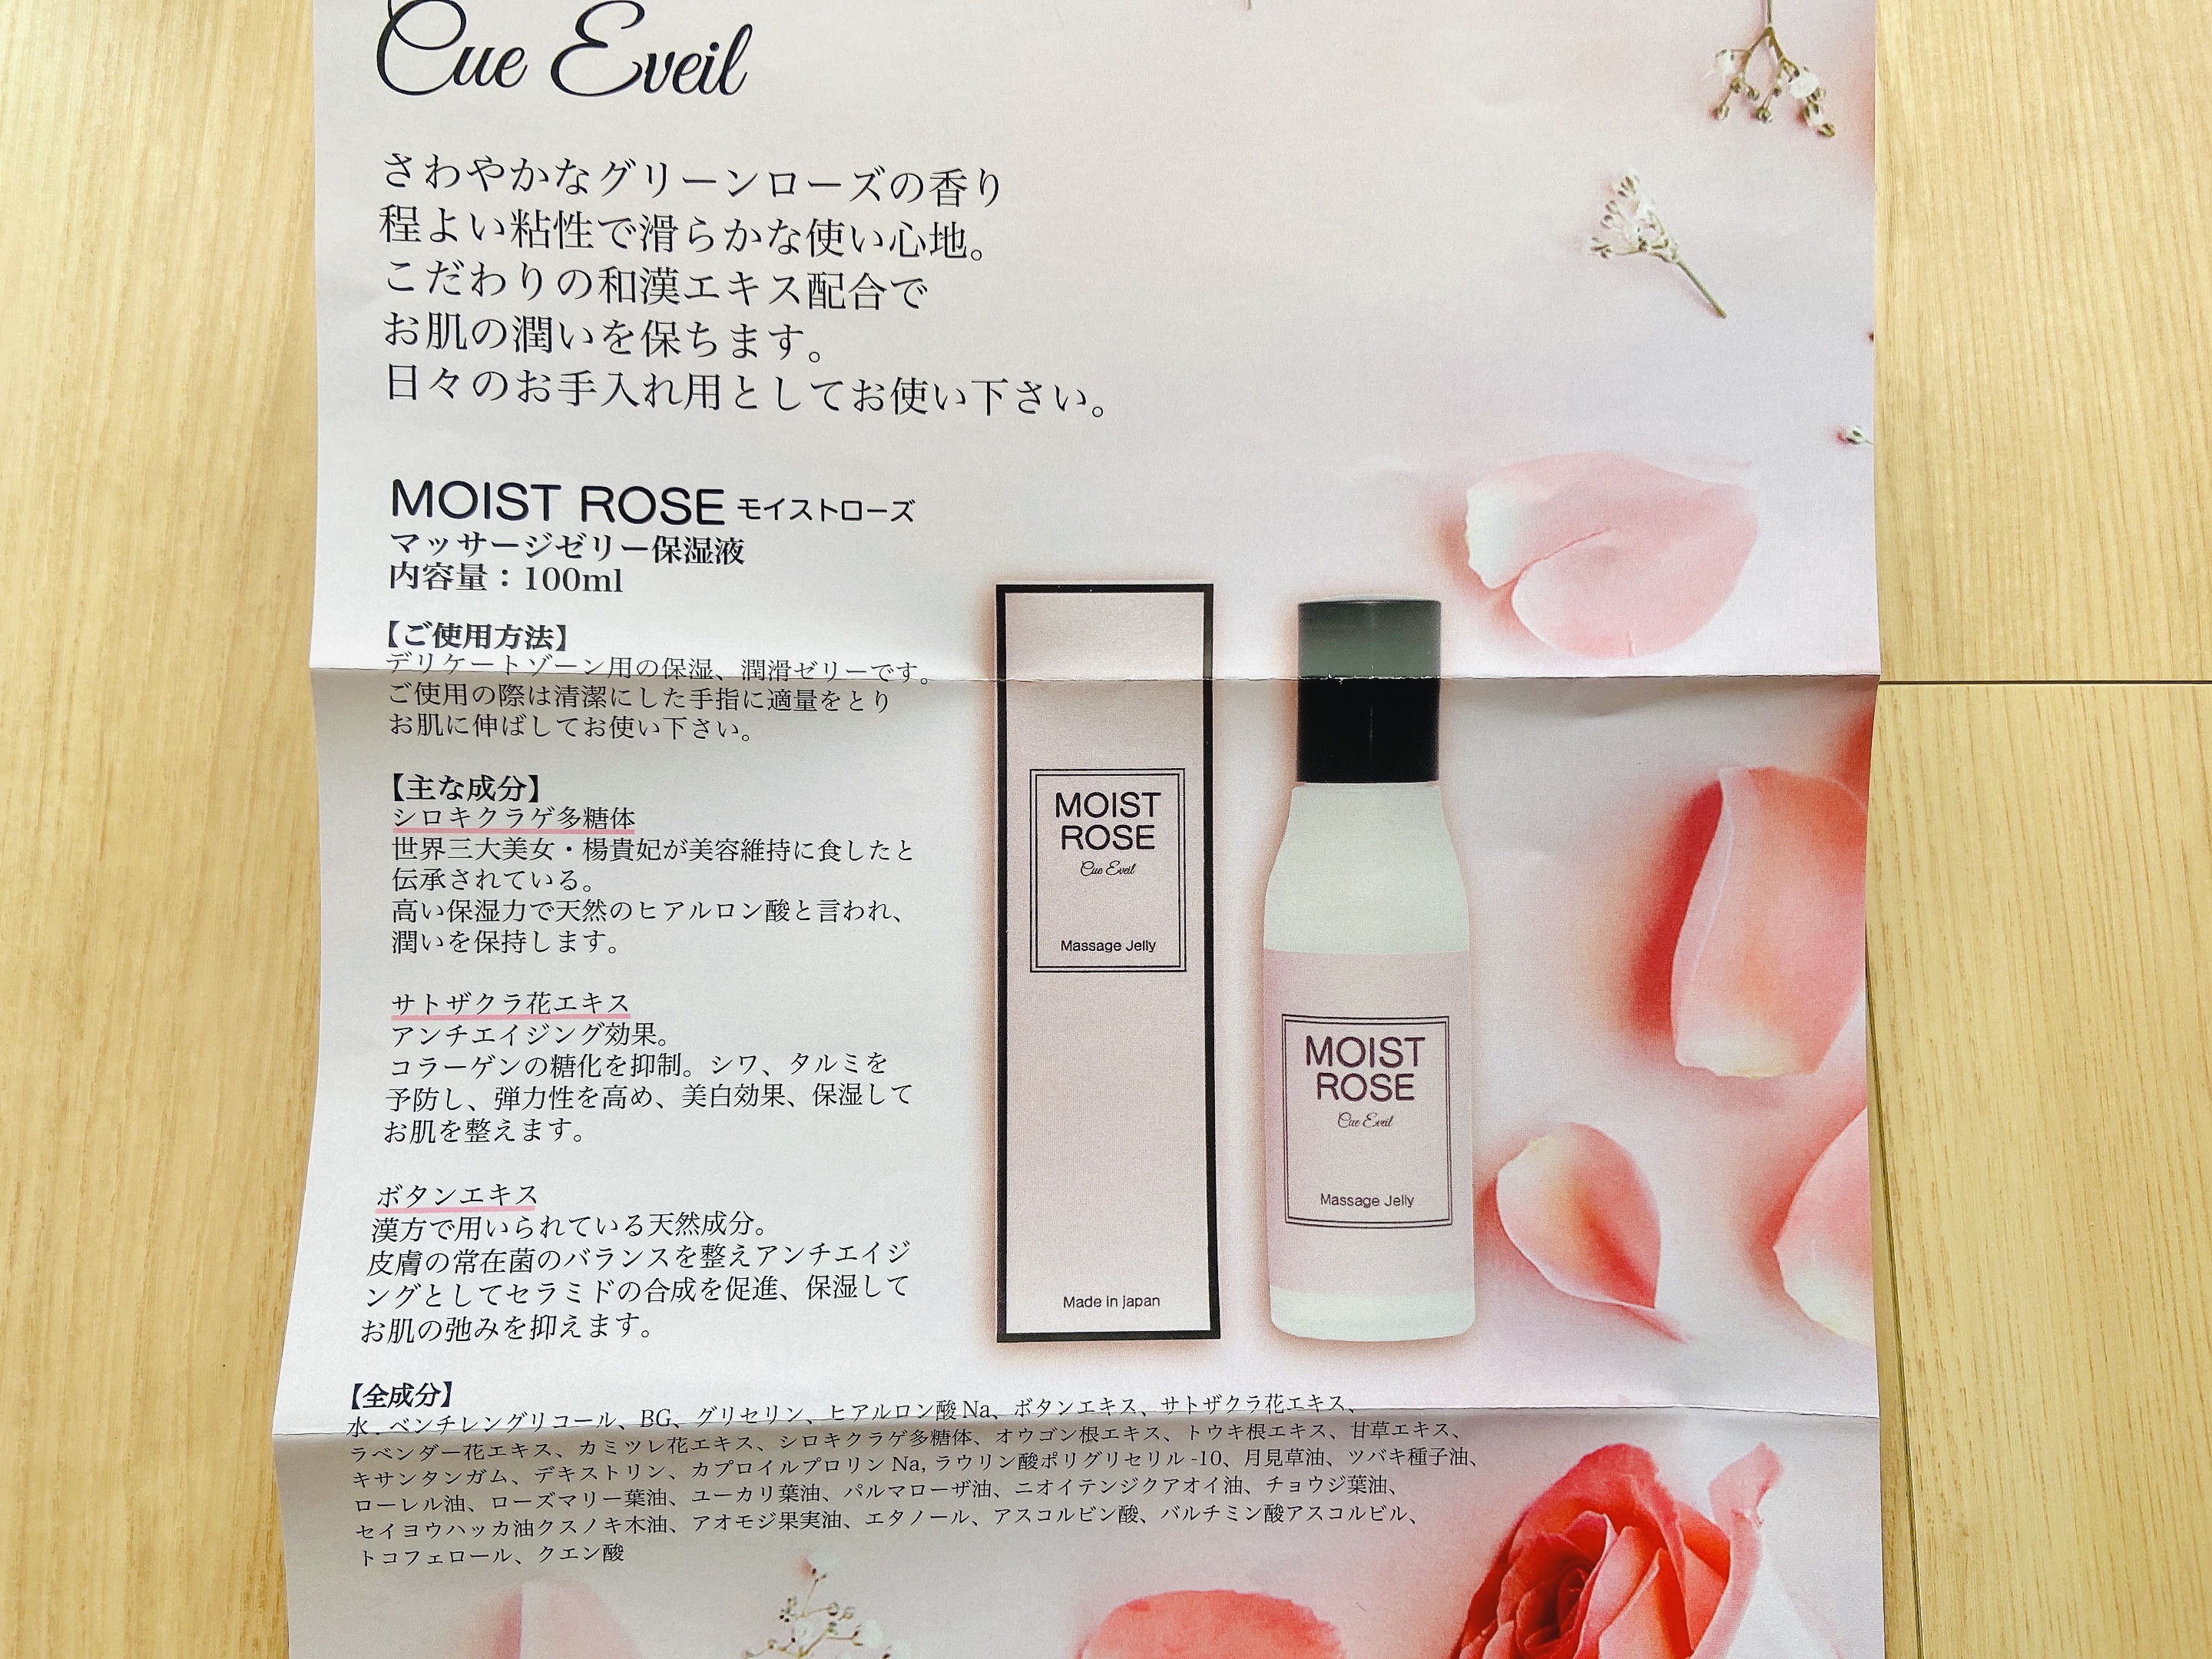 Cue Eveil
さわやかなグリーンローズの香り
程よい粘性で滑らかな使い心地。
こだわりの和漢エキス配合で
お肌の潤いを保ちます。
日々のお手入れ用としてお使い下さい。
MOIST ROSE モイストローズ
マッサージゼリー保湿液
内容量：100ml
【ご使用方法】
デリケートゾーン用の保湿、潤滑ゼリーです。
ご使用の際は清潔にした手指に適量をとり
お肌に伸ばしてお使い下さい。
【主な成分】
シロキクラゲ多糖体
世界三大美女・楊貴妃が美容維持に食したと
伝承されている。
高い保湿力で天然のヒアルロン酸と言われ、
潤いを保持します。
サトザクラ花エキス
アンチエイジング効果。
コラーゲンの糖化を抑制。シワ、タルミを
予防し、弾力性を高め、美白効果、保湿して
お肌を整えます。
ボタンエキス
漢方で用いられている天然成分。
皮膚の常在菌のバランスを整えアンチエイジ
ングとしてセラミドの合成を促進、保湿して
お肌の弛みを抑えます。
MOIST
ROSE
Cue Eveil
Massage Jelly
Made in japan
MOIST
ROSE
Cue Eveil
Massage Jelly
【全成分】
水．ベンチレングリコール、BG、グリセリン、ヒアルロン酸 Na、ボタンエキス、サトザクラ花エキス、
ラベンダー花エキス、カミツレ花エキス、シロキクラゲ多糖体、オウゴン根エキス、トウキ根エキス、甘草エキス、
キサンタンガム、デキストリン、カプロイルプロリン Na, ラウリン酸ポリグリセリル -10、月見草油、ツバキ種子油、
ローレル油、ローズマリー葉油、ユーカリ葉油、パルマローザ油、ニオイテンジクアオイ油、チョウジ葉油、
セイヨウハッカ油クスノキ木油、アオモジ果実油、エタノール、アスコルビン酸、バルチミン酸アスコルビル、
トコフェロール、クエン酸